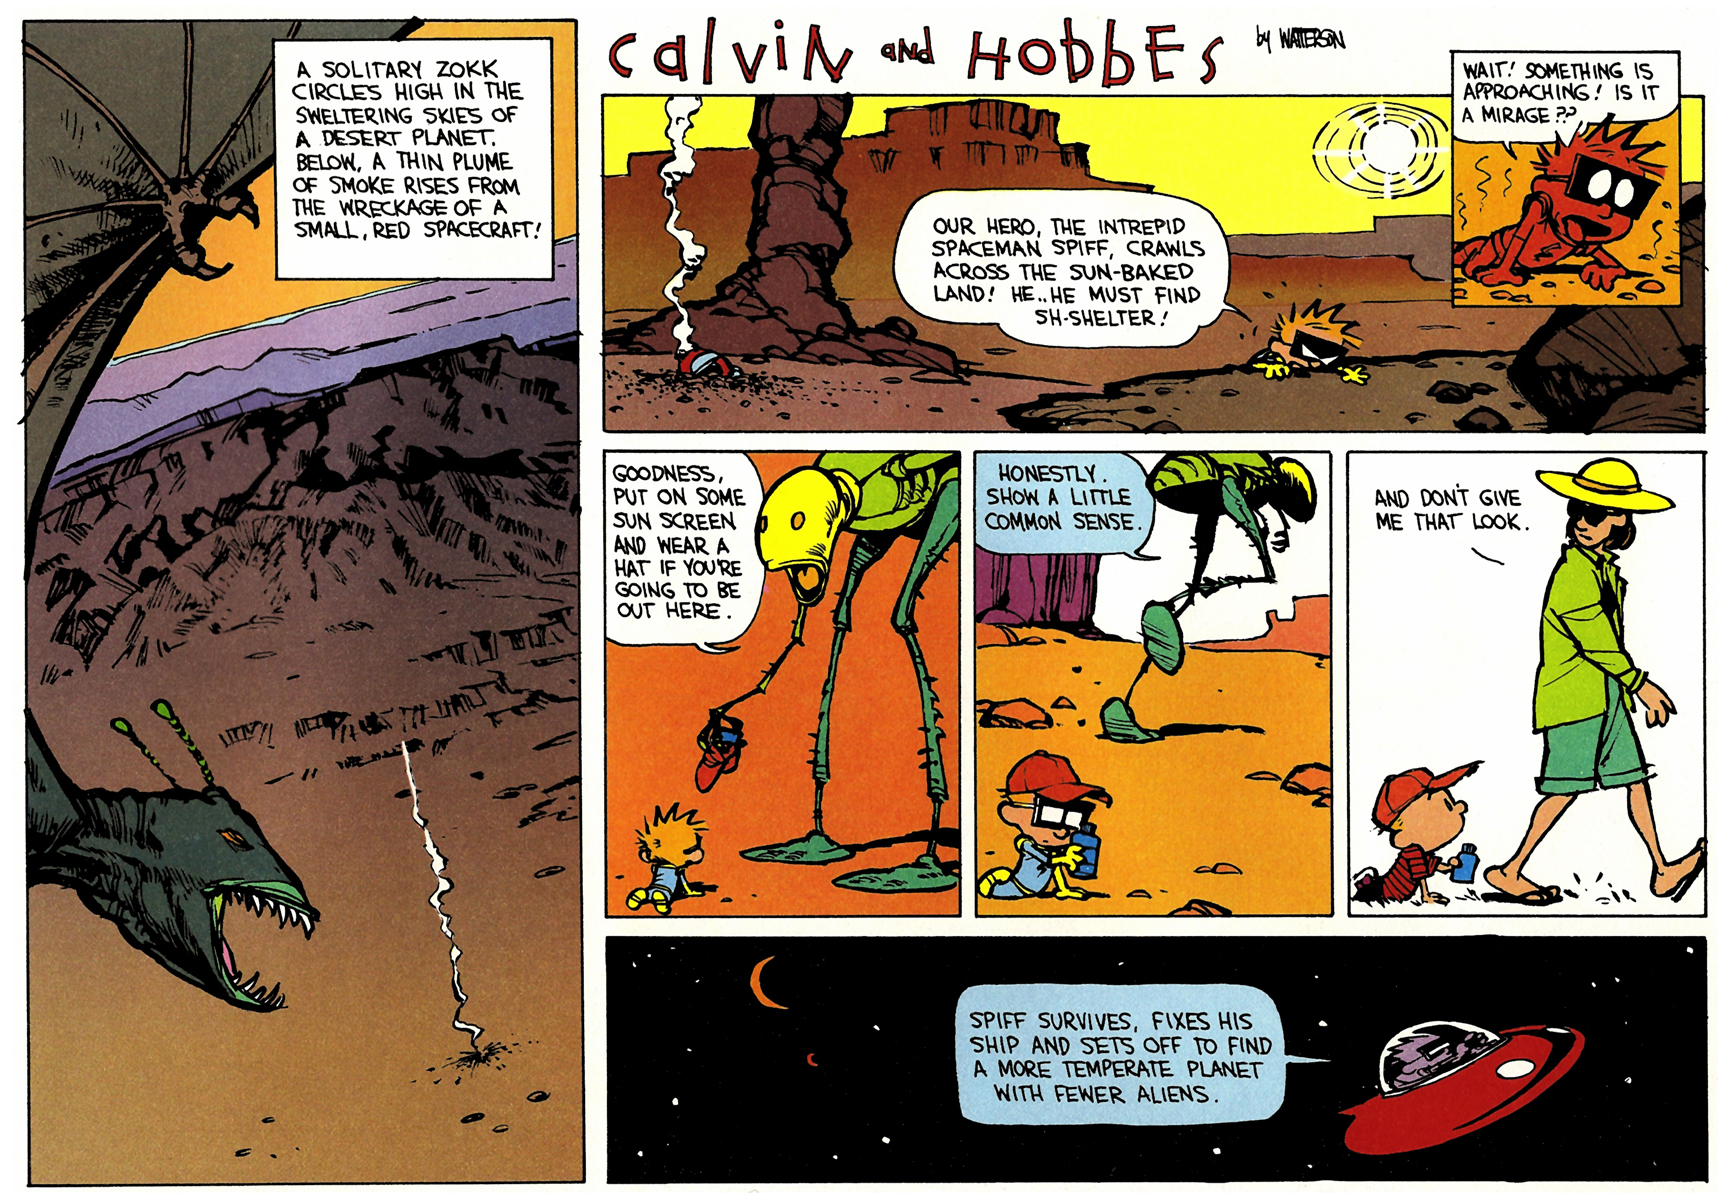 A SOLITARY ZOKK
CIRCLES HIGH IN THE
SWELTERING SKIES OF
A DESERT PLANET.
BELOW, A THIN PLUME
OF SMOKE RISES FROM
THE WRECKAGE OF A
SMALL, RED SPACECRAFT!
CalviN and HObbEs
by WATTERSON
OUR HERO, THE INTREPID
SPACEMAN SPIFF, CRAWLS
ACROSS THE SUN-BAKED
LAND! HE..HE MUST FIND
SH-SHELTER!
WAIT! SOMETHING IS
APPROACHING! IS IT
A MIRAGE??
GOODNESS,
PUT ON SOME
SUN SCREEN
AND WEAR A
HAT IF YOU'RE
GOING TO BE
OUT HERE.
HONESTLY.
SHOW A LITTLE
COMMON SENSE.
AND DON'T GIVE
ME THAT LOOK.
SPIFF SURVIVES, FIXES HIS
SHIP AND SETS OFF TO FIND
A MORE TEMPERATE PLANET
WITH FEWER ALIENS.